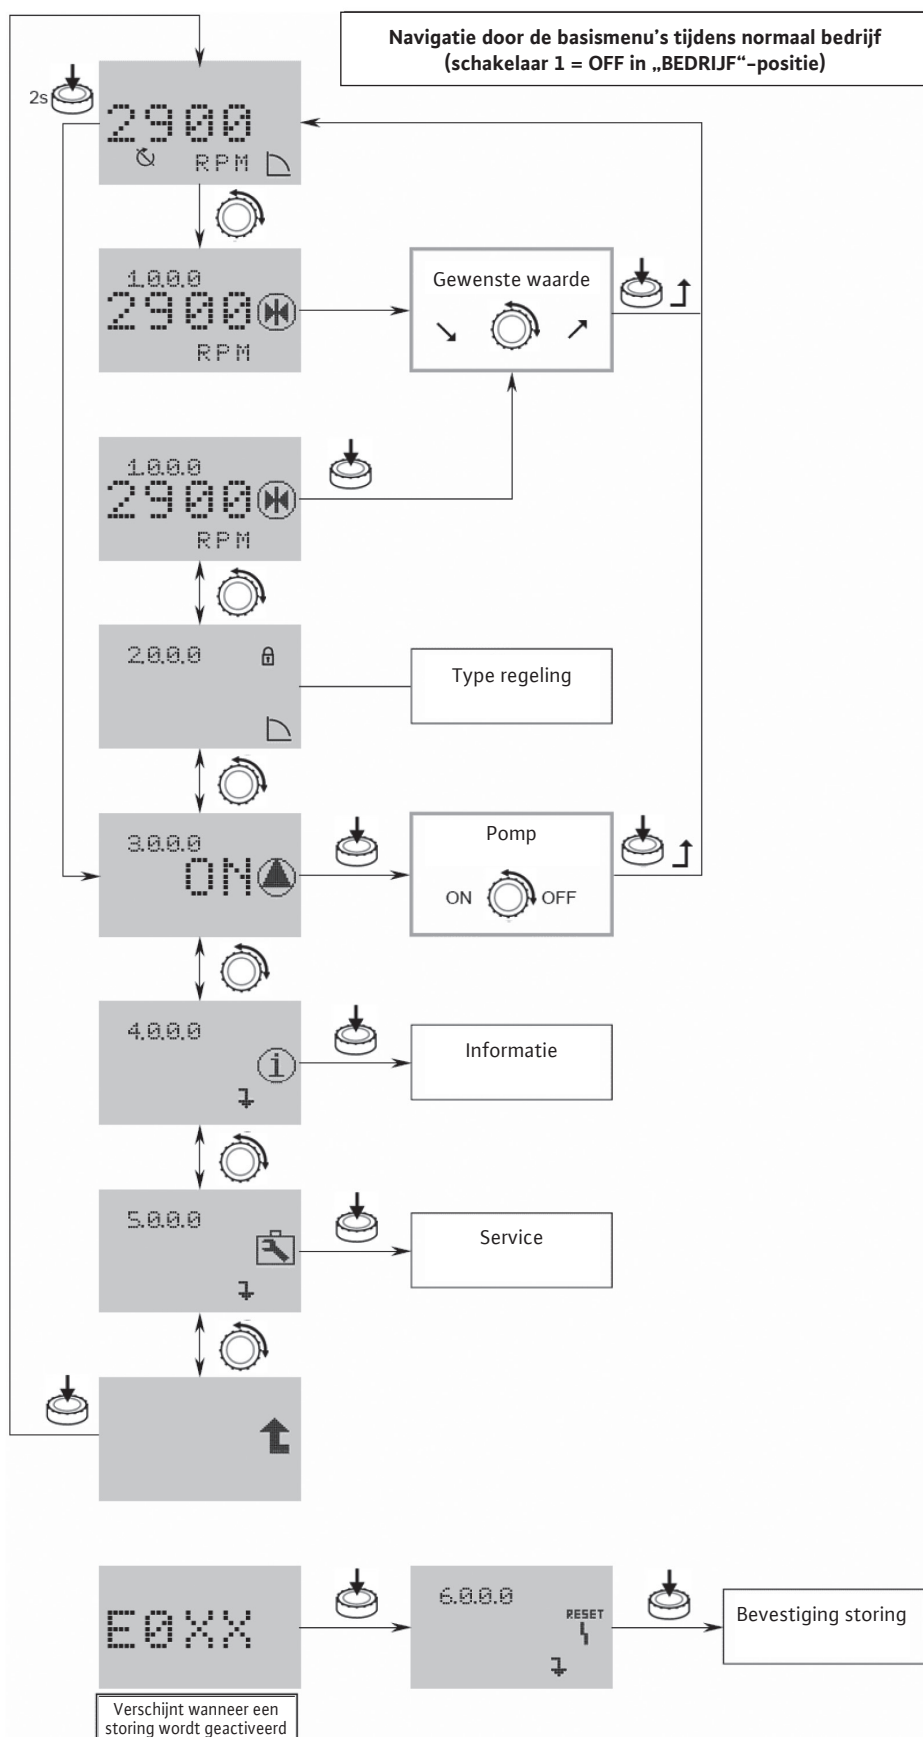 Navigatie door de basismenu's tijdens normaal bedrijf
(schakelaar 1 = OFF in „BEDRIJF“-positie)
2s
2900
RPM
1.0.0.0
2900
RPM
Gewenste waarde
1.0.0.0
2900
RPM
2.0.0.0
Type regeling
3.0.0.0
ON
Pomp
ON OFF
4.0.0.0
i
Informatie
5.0.0.0
Service
E0XX
6.0.0.0
RESET
Bevestiging storing
Verschijnt wanneer een
storing wordt geactiveerd